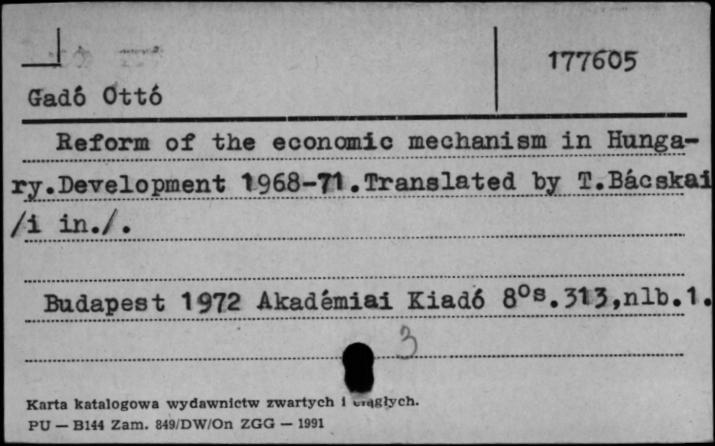 177605
Gadó Ottó
Reform of the economic mechanism in Hunga-
ry.Development 1968-71.Translated by T.Bácskai
/i in./.
Budapest 1972 Akadémiai Kiadó 8⁰s.313,nlb.1.
3
Karta katalogowa wydawnictw zwartych i ciągłych.
PU — B144 Zam. 849/DW/On ZGG — 1991